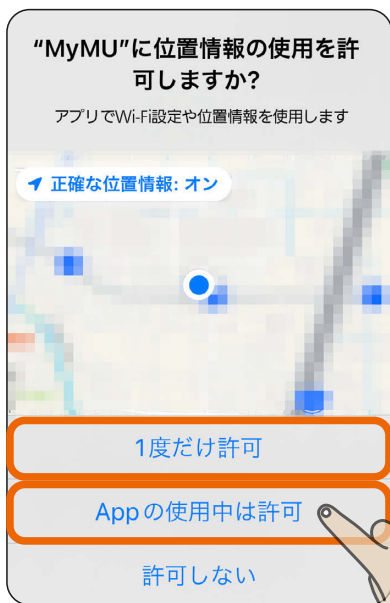 “MyMU”に位置情報の使用を許
可しますか?
アプリでWi-Fi設定や位置情報を使用します
正確な位置情報: オン
1度だけ許可
Appの使用中は許可
許可しない